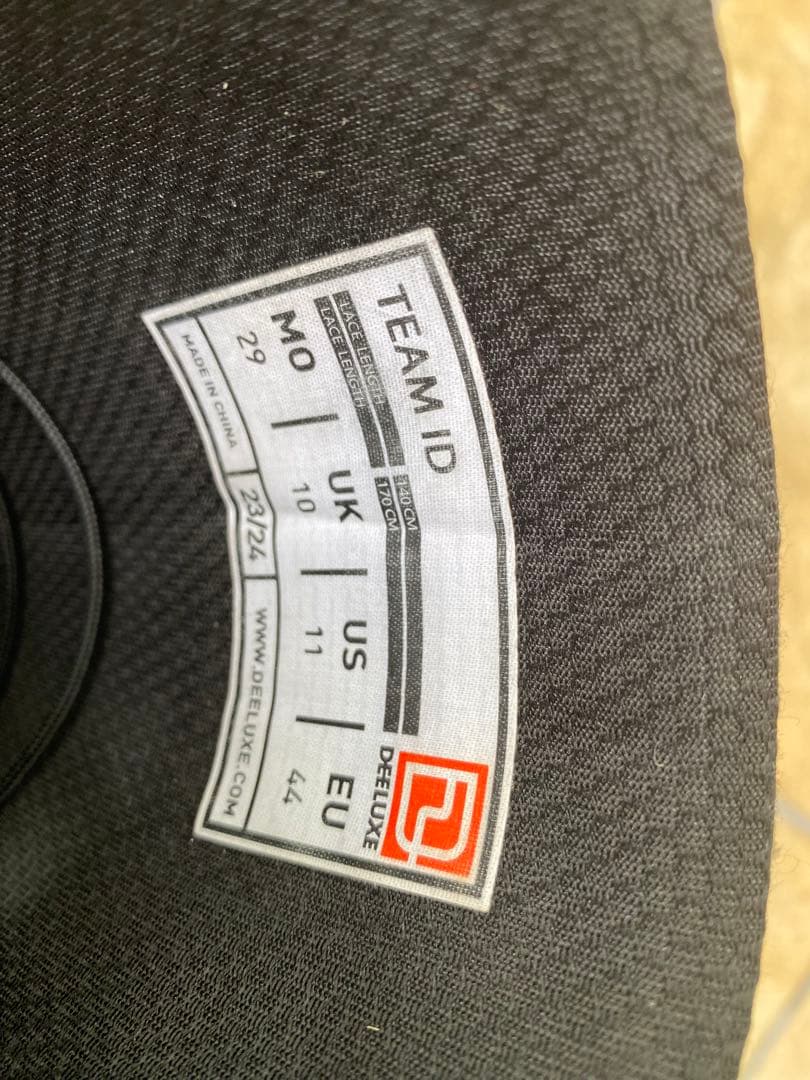 TEAM ID
LACE LENGTH 140 CM
LACE LENGTH 170 CM
DEELUXE
MO | UK | US | EU
29 10 11 44
MADE IN CHINA 23/24 WWW.DEELUXE.COM